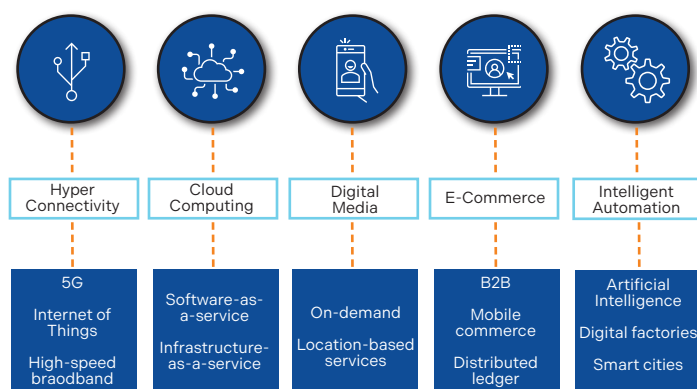 Hyper
Connectivity
Cloud
Computing
Digital
Media
E-Commerce
Intelligent
Automation
5G
Internet of
Things
High-speed
braodband
Software-as-
a-service
Infrastructure-
as-a-service
On-demand
Location-based
services
B2B
Mobile
commerce
Distributed
ledger
Artificial
Intelligence
Digital factories
Smart cities